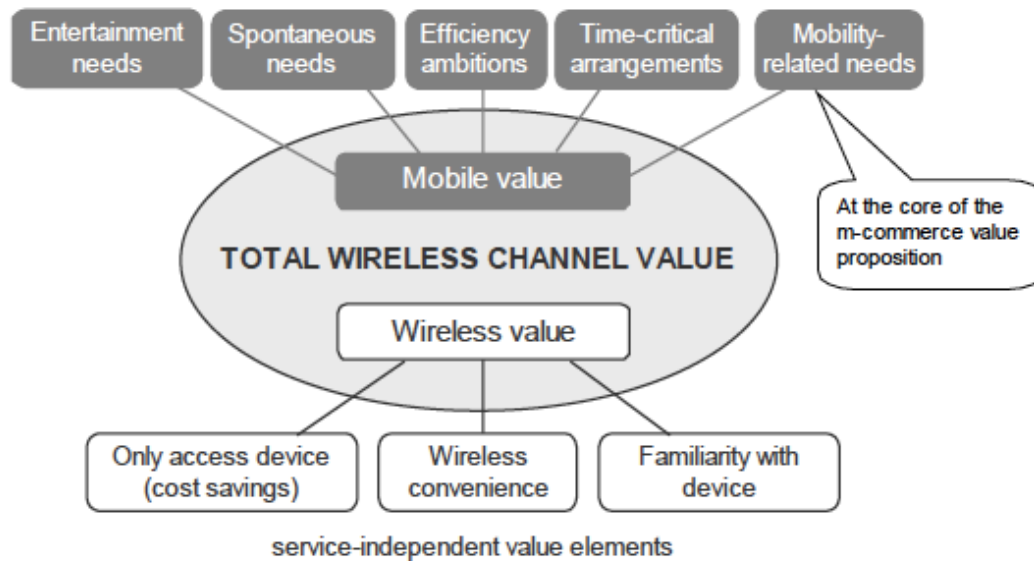 Entertainment
needs
Spontaneous
needs
Efficiency
ambitions
Time-critical
arrangements
Mobility-
related needs
Mobile value
At the core of the
m-commerce value
proposition
TOTAL WIRELESS CHANNEL VALUE
Wireless value
Only access device
(cost savings)
Wireless
convenience
Familiarity with
device
service-independent value elements